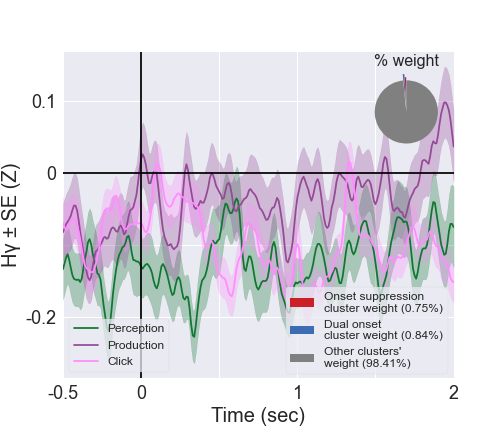 % weight
0.1
0
-0.2
Hγ ± SE (Z)
Perception
Production
Click
Onset suppression
cluster weight (0.75%)
Dual onset
cluster weight (0.84%)
Other clusters'
weight (98.41%)
-0.5
0
1
2
Time (sec)